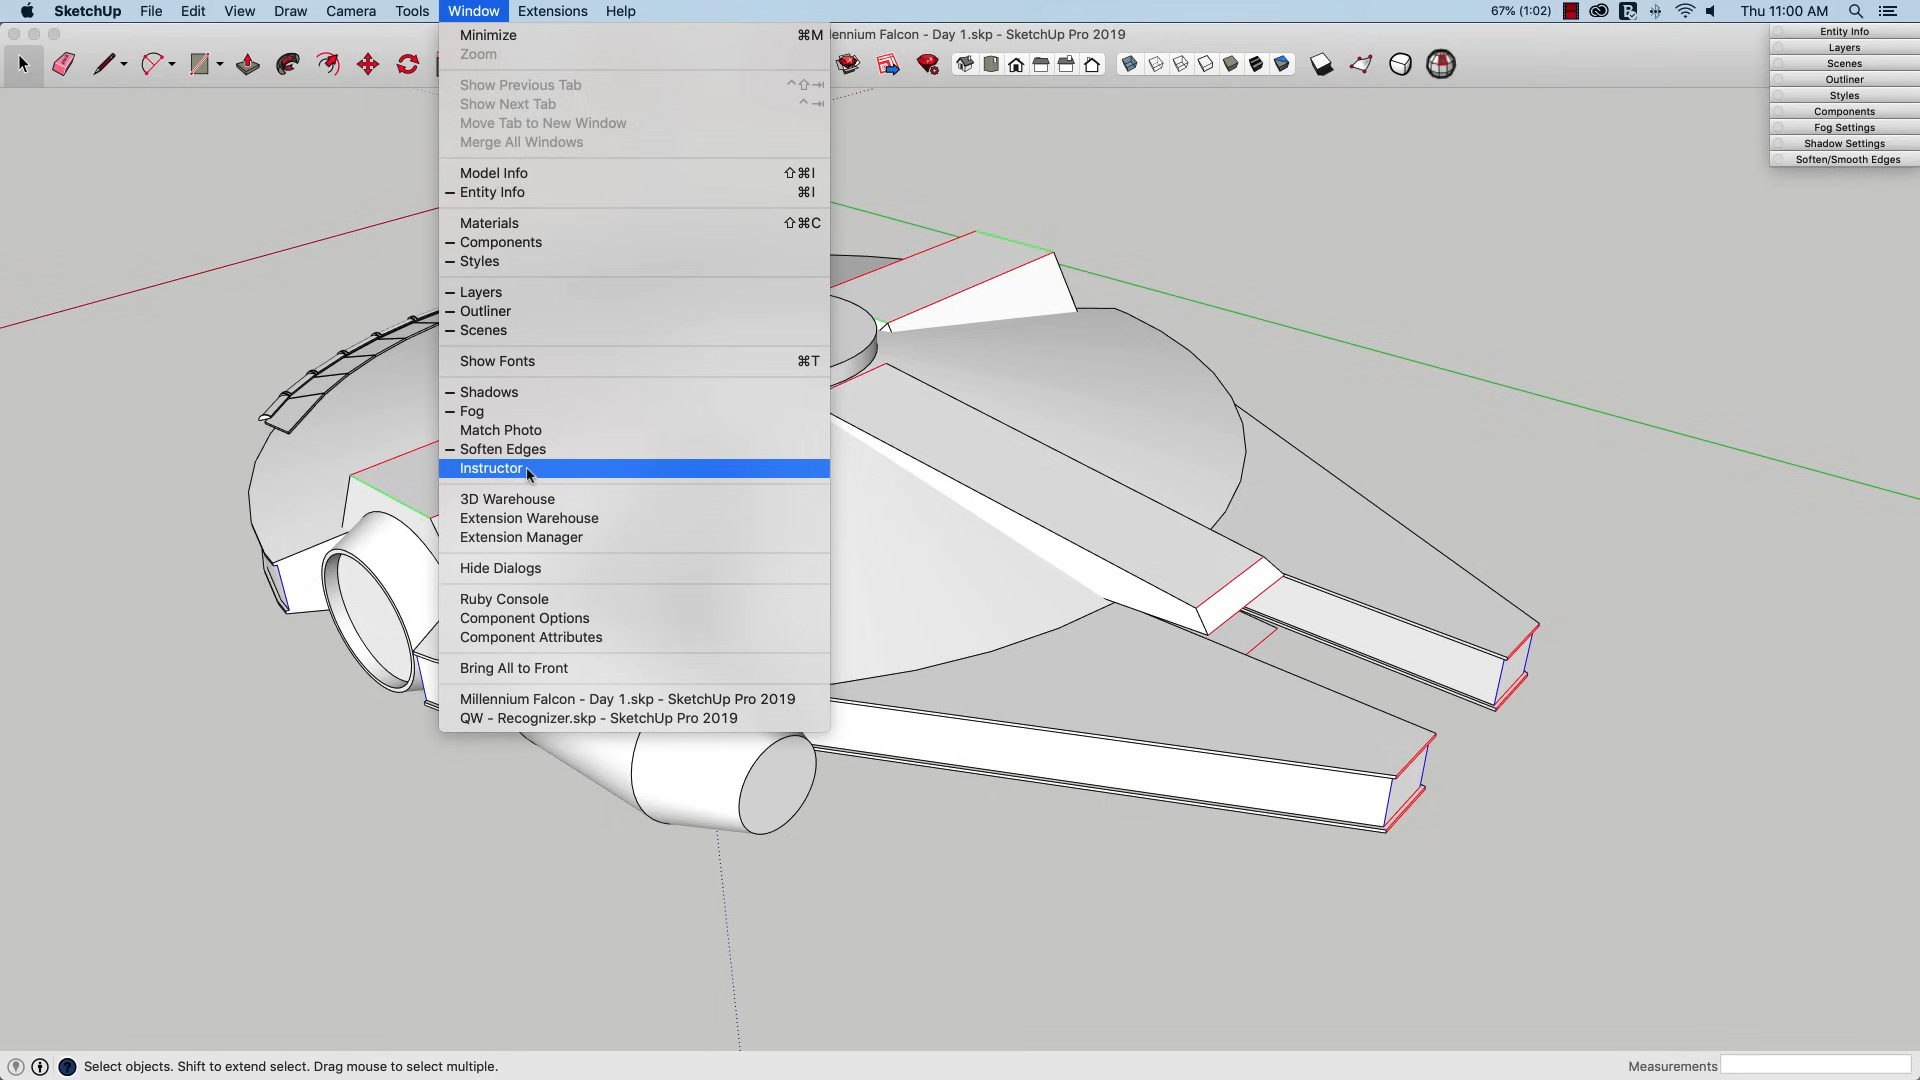 SketchUp File Edit View Draw Camera Tools Window Extensions Help 67% (1:02) Thu 11:00 AM
lennium Falcon - Day 1.skp - SketchUp Pro 2019
Minimize ⌘M
Zoom
Show Previous Tab ⌃⇧⇥
Show Next Tab ⌃⇥
Move Tab to New Window
Merge All Windows
Model Info ⇧⌘I
Entity Info ⌘I
Materials ⇧⌘C
Components
Styles
Layers
Outliner
Scenes
Show Fonts ⌘T
Shadows
Fog
Match Photo
Soften Edges
Instructor
3D Warehouse
Extension Warehouse
Extension Manager
Hide Dialogs
Ruby Console
Component Options
Component Attributes
Bring All to Front
Millennium Falcon - Day 1.skp - SketchUp Pro 2019
QW - Recognizer.skp - SketchUp Pro 2019
Entity Info
Layers
Scenes
Outliner
Styles
Components
Fog Settings
Shadow Settings
Soften/Smooth Edges
Select objects. Shift to extend select. Drag mouse to select multiple.
Measurements